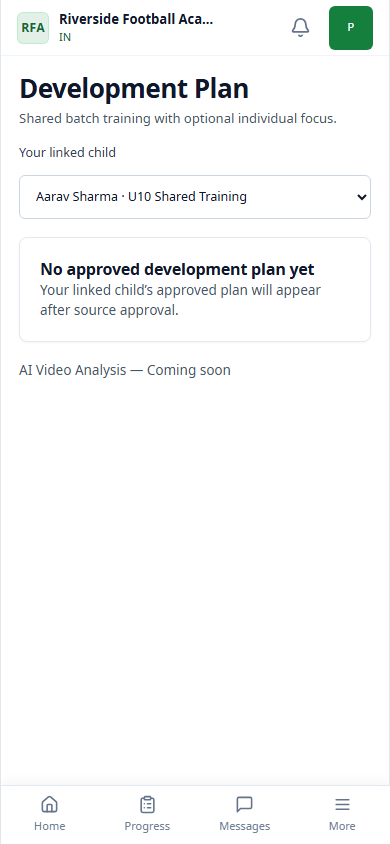 RFA
Riverside Football Aca...
IN
P
Development Plan
Shared batch training with optional individual focus.
Your linked child
Aarav Sharma · U10 Shared Training
No approved development plan yet
Your linked child’s approved plan will appear
after source approval.
AI Video Analysis — Coming soon
Home
Progress
Messages
More